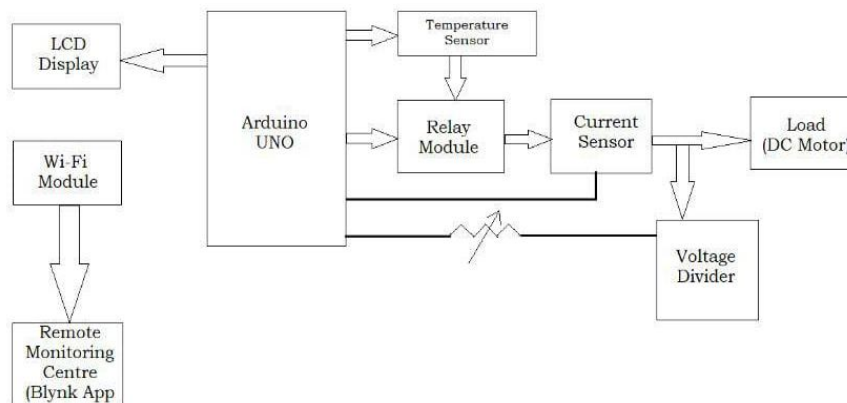 LCD
Display
Arduino
UNO
Temperature
Sensor
Relay
Module
Current
Sensor
Load
(DC Motor)
Wi-Fi
Module
Voltage
Divider
Remote
Monitoring
Centre
(Blynk App